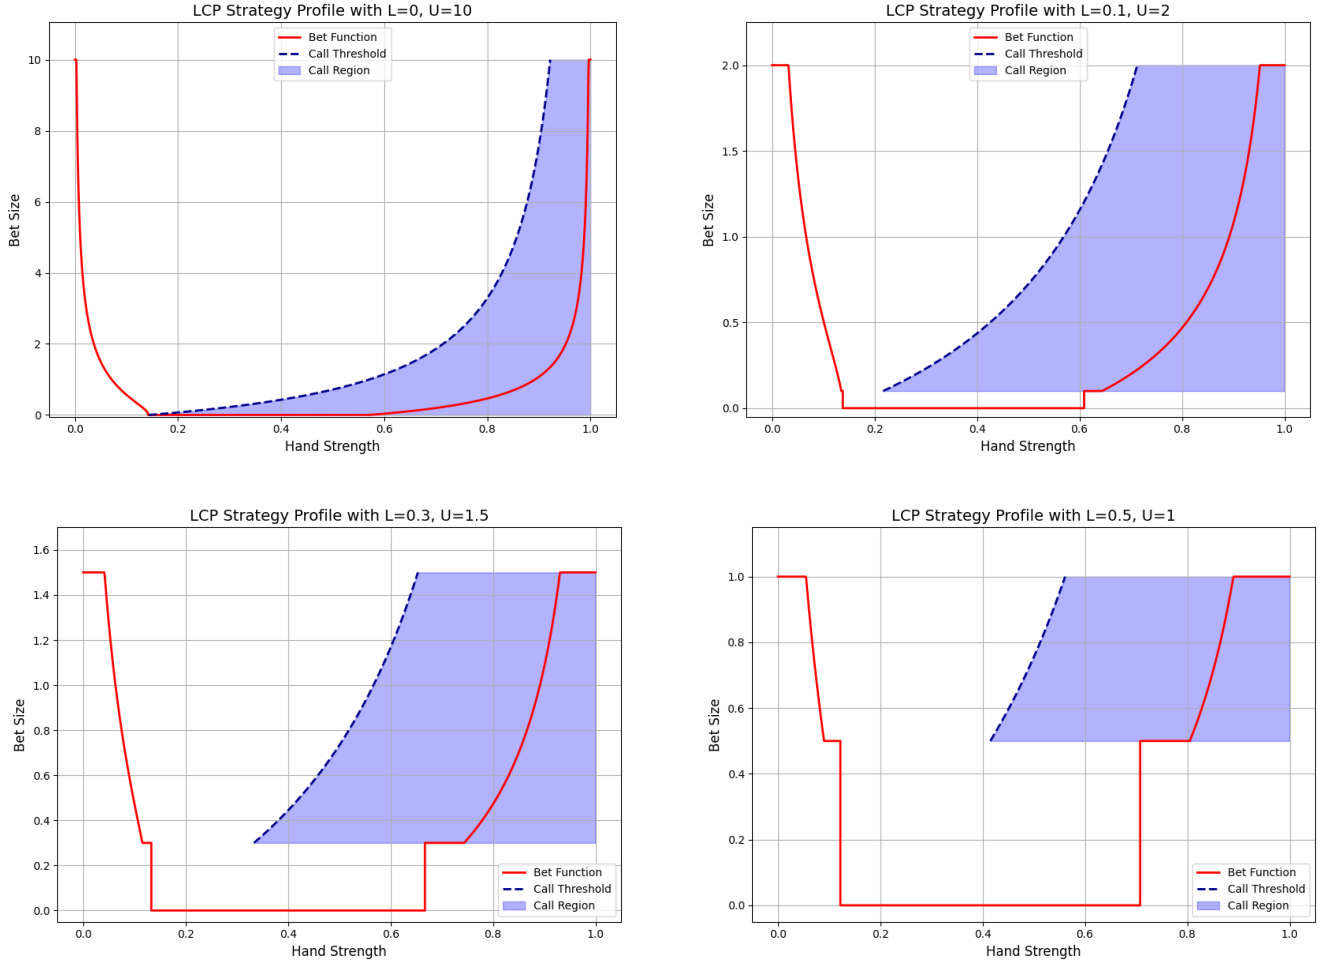 LCP Strategy Profile with L=0, U=10
Bet Function
Call Threshold
Call Region
10
8
6
4
2
0
0.0 0.2 0.4 0.6 0.8 1.0
Hand Strength
Bet Size
LCP Strategy Profile with L=0.1, U=2
Bet Function
Call Threshold
Call Region
2.0
1.5
1.0
0.5
0.0
0.0 0.2 0.4 0.6 0.8 1.0
Hand Strength
Bet Size
LCP Strategy Profile with L=0.3, U=1.5
1.6
1.4
1.2
1.0
0.8
0.6
0.4
0.2
0.0
Bet Function
Call Threshold
Call Region
0.0 0.2 0.4 0.6 0.8 1.0
Hand Strength
Bet Size
LCP Strategy Profile with L=0.5, U=1
1.0
0.8
0.6
0.4
0.2
0.0
Bet Function
Call Threshold
Call Region
0.0 0.2 0.4 0.6 0.8 1.0
Hand Strength
Bet Size